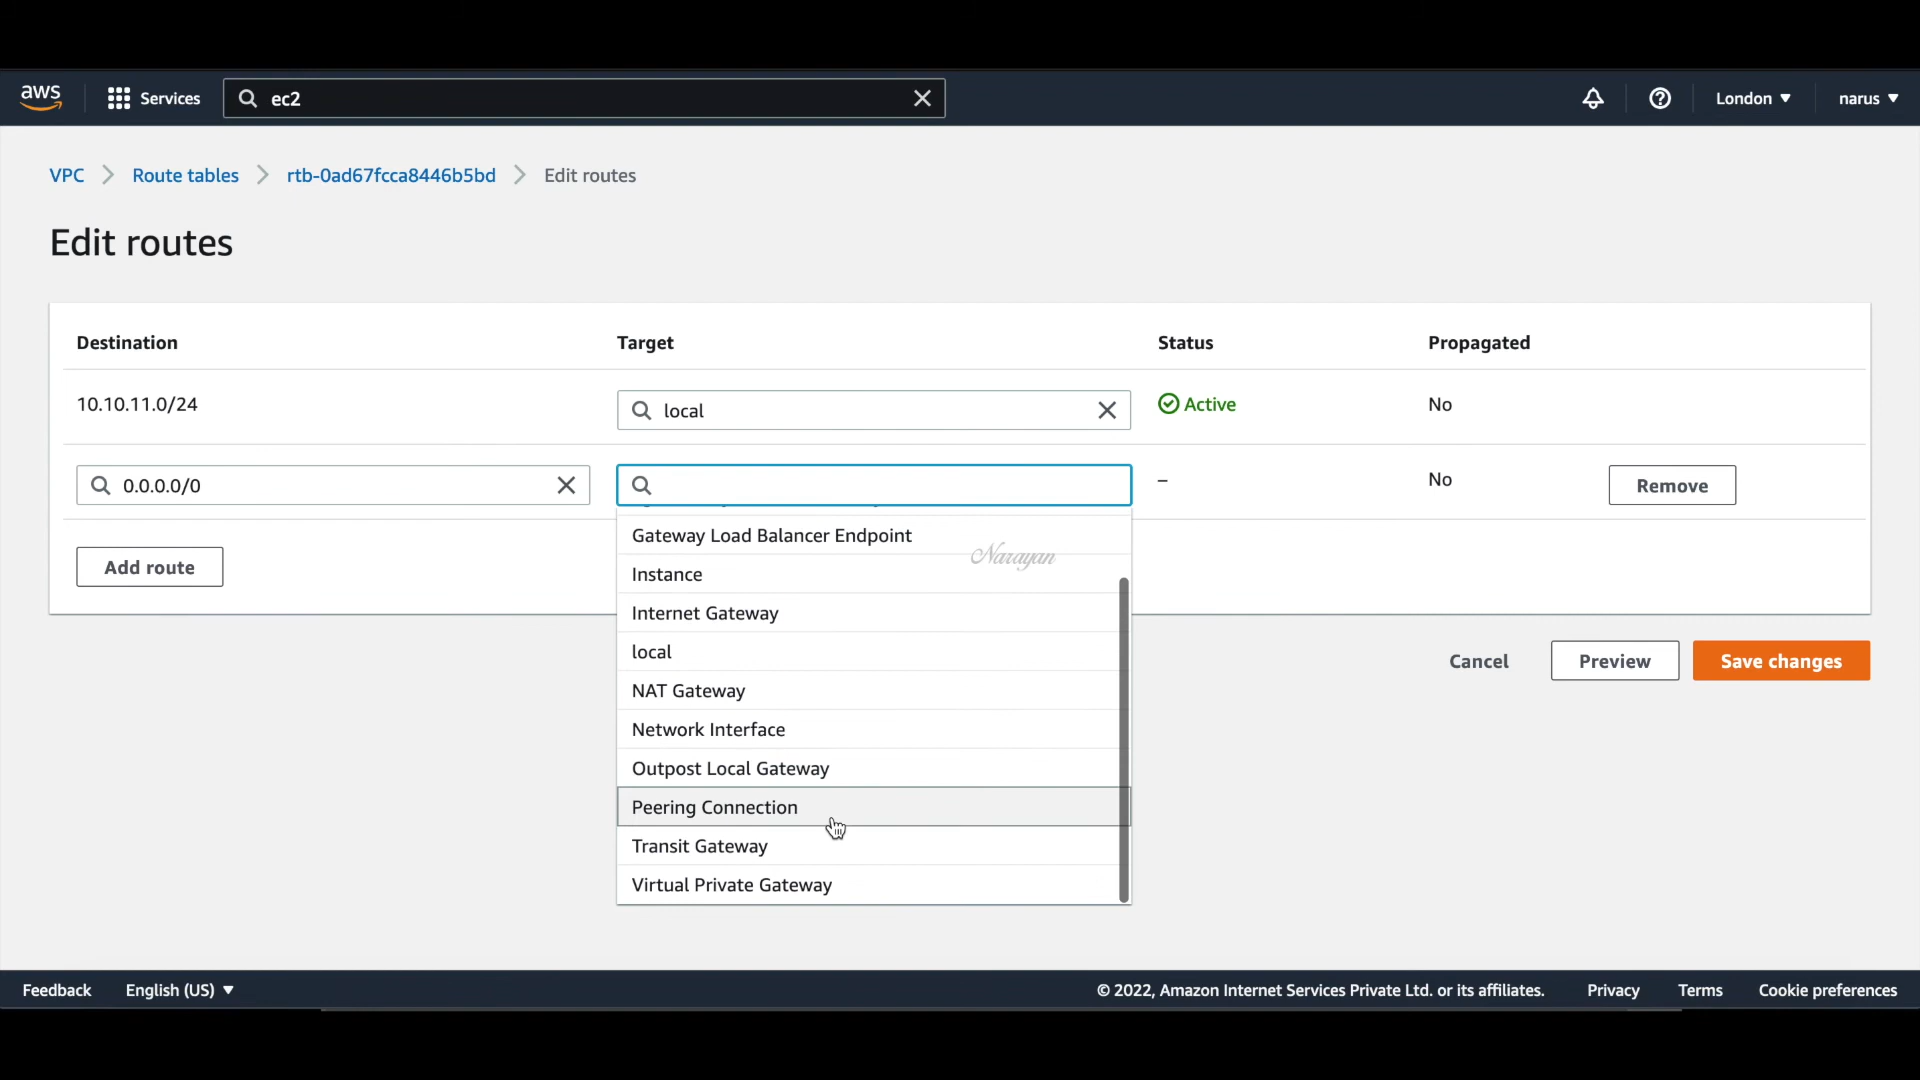 aws
Services
ec2
London
narus
VPC
Route tables
rtb-0ad67fcca8446b5bd
Edit routes
Edit routes
Destination
Target
Status
Propagated
10.10.11.0/24
local
Active
No
0.0.0.0/0
–
No
Remove
Add route
Gateway Load Balancer Endpoint
Instance
Internet Gateway
local
NAT Gateway
Network Interface
Outpost Local Gateway
Peering Connection
Transit Gateway
Virtual Private Gateway
Narayan
Cancel
Preview
Save changes
Feedback
English (US)
© 2022, Amazon Internet Services Private Ltd. or its affiliates.
Privacy
Terms
Cookie preferences